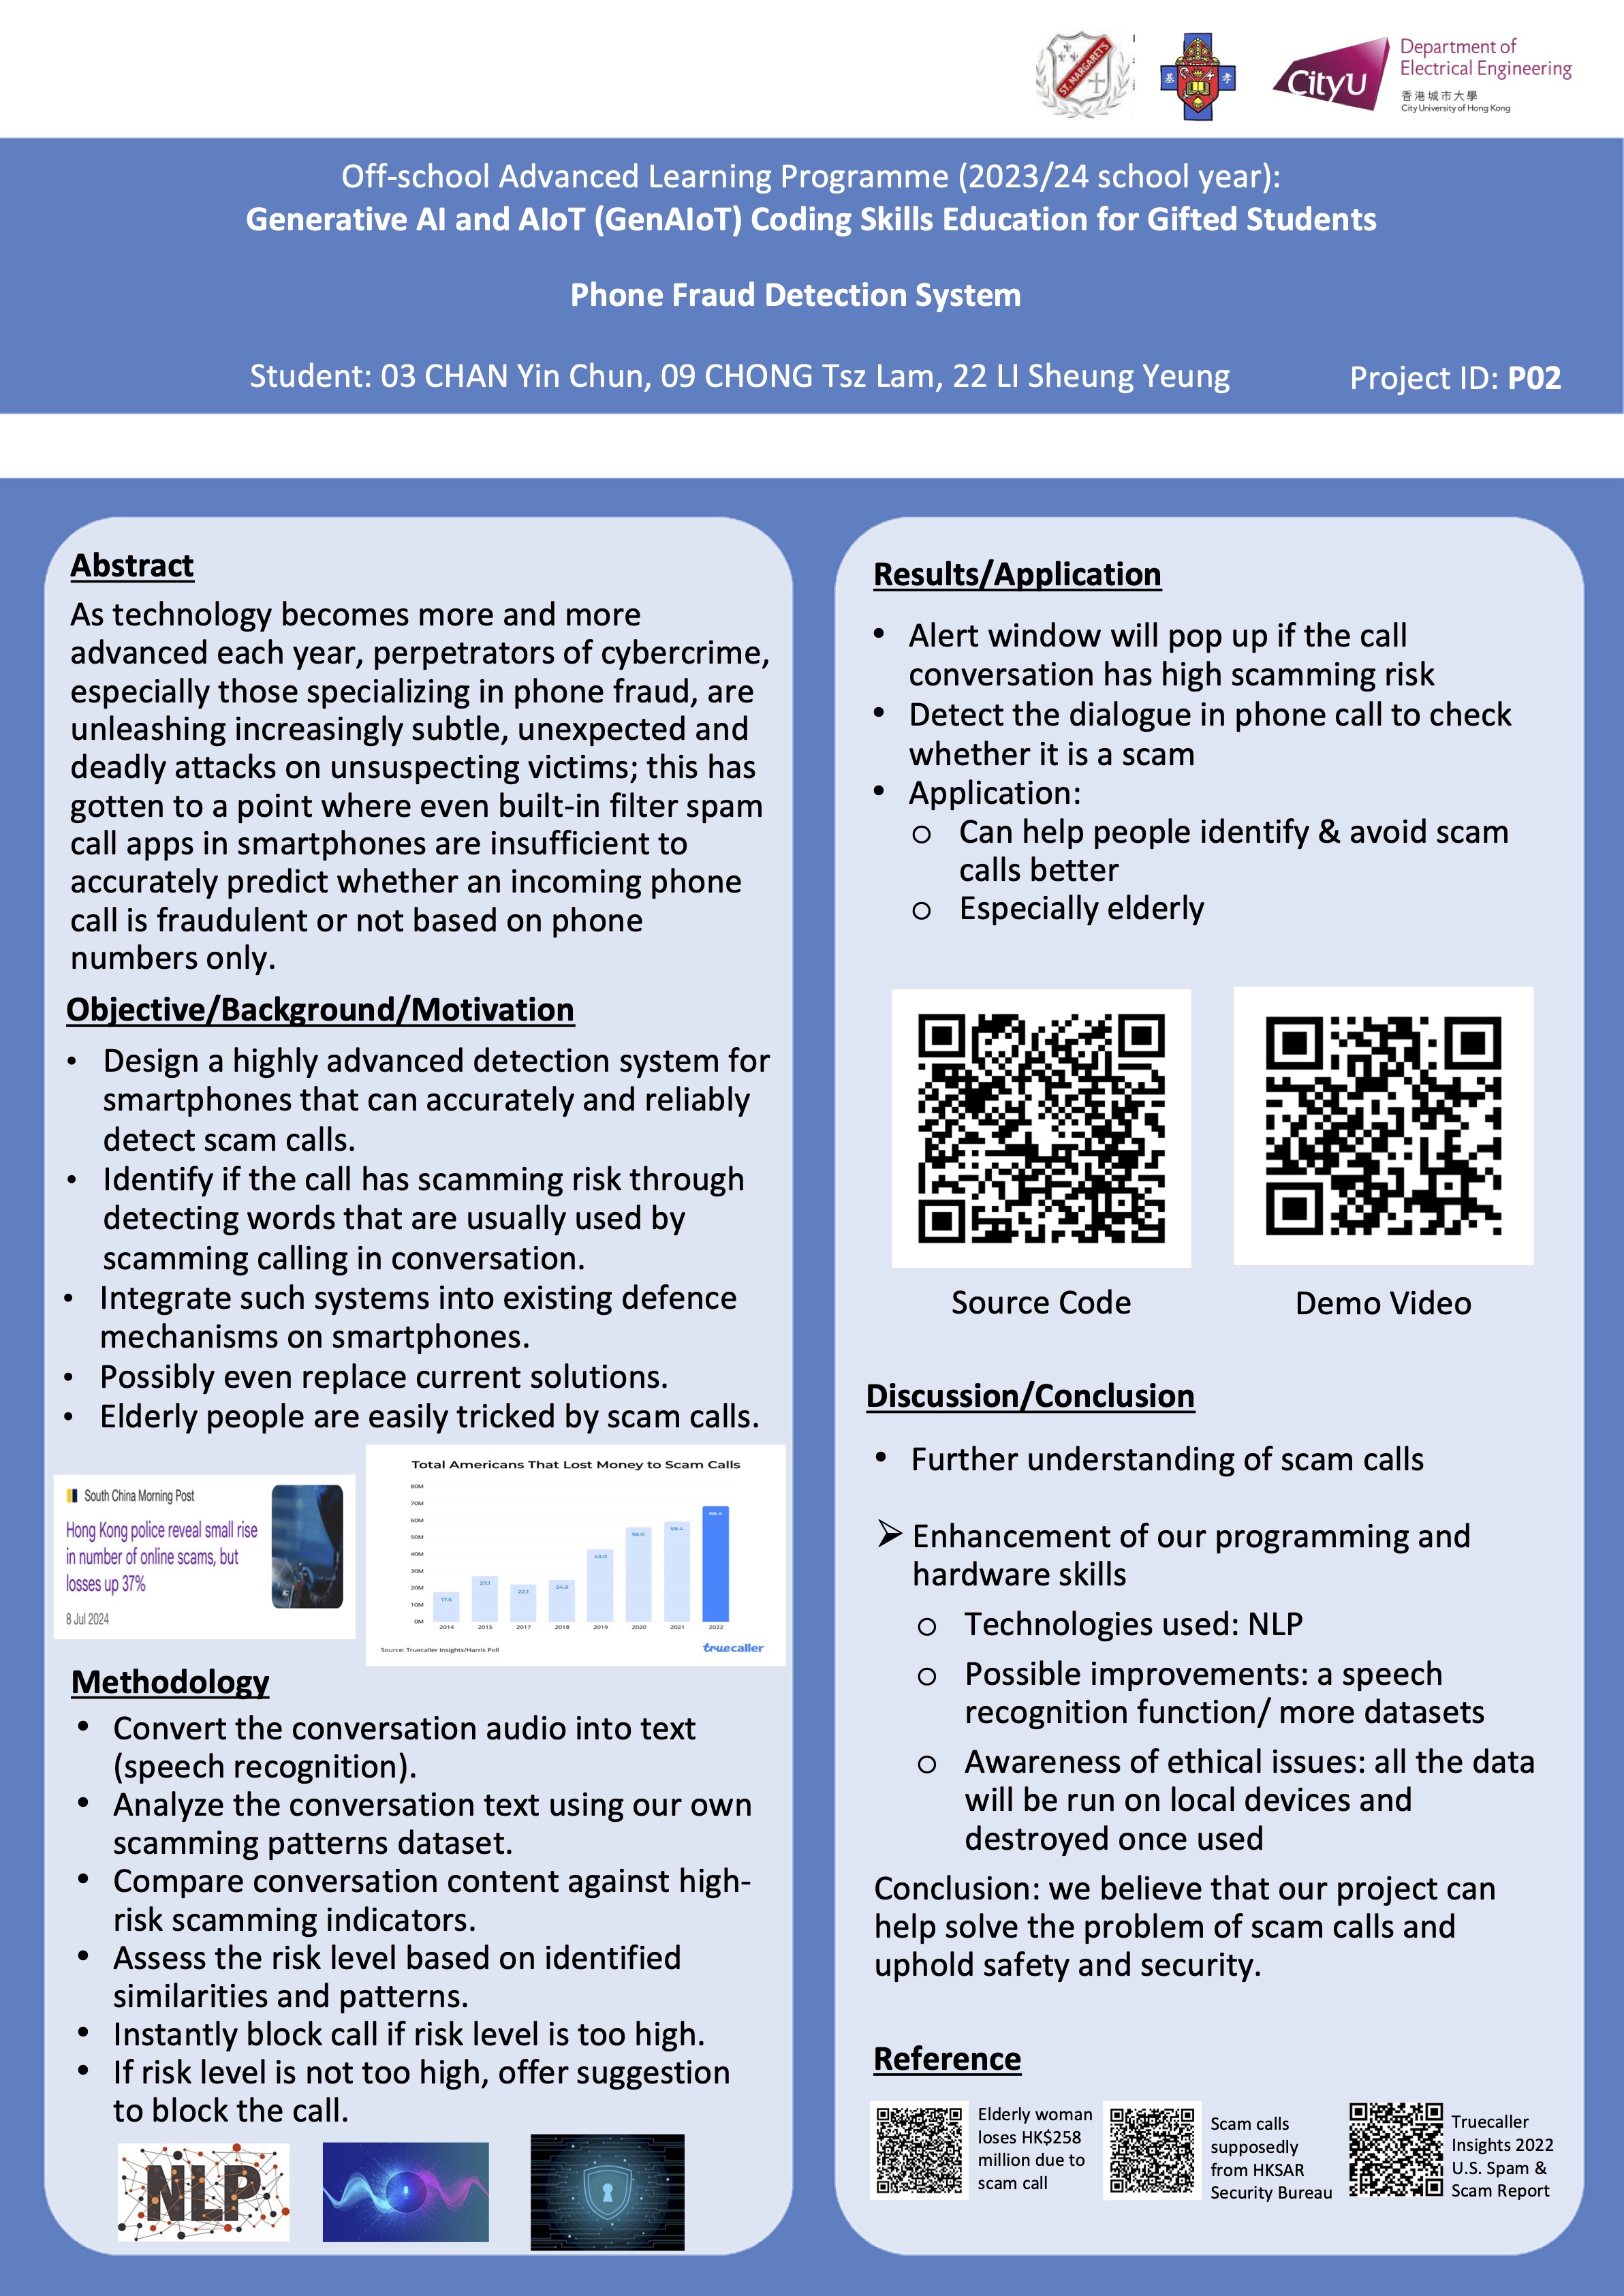 ST. MARGARET'S
基 孝
CityU
Department of
Electrical Engineering
香港城市大學
City University of Hong Kong
Off-school Advanced Learning Programme (2023/24 school year):
Generative AI and AIoT (GenAIoT) Coding Skills Education for Gifted Students
Phone Fraud Detection System
Student: 03 CHAN Yin Chun, 09 CHONG Tsz Lam, 22 LI Sheung Yeung
Project ID: P02
Abstract
As technology becomes more and more
advanced each year, perpetrators of cybercrime,
especially those specializing in phone fraud, are
unleashing increasingly subtle, unexpected and
deadly attacks on unsuspecting victims; this has
gotten to a point where even built-in filter spam
call apps in smartphones are insufficient to
accurately predict whether an incoming phone
call is fraudulent or not based on phone
numbers only.
Objective/Background/Motivation
• Design a highly advanced detection system for
smartphones that can accurately and reliably
detect scam calls.
• Identify if the call has scamming risk through
detecting words that are usually used by
scamming calling in conversation.
• Integrate such systems into existing defence
mechanisms on smartphones.
• Possibly even replace current solutions.
• Elderly people are easily tricked by scam calls.
South China Morning Post
Hong Kong police reveal small rise
in number of online scams, but
losses up 37%
8 Jul 2024
Total Americans That Lost Money to Scam Calls
80M
70M
60M
50M
40M
30M
20M
10M
0M
17.6
27.1
22.1
24.9
43.0
56.0
59.4
68.4
2014 2015 2017 2018 2019 2020 2021 2022
Source: Truecaller Insights/Harris Poll
truecaller
Methodology
• Convert the conversation audio into text
(speech recognition).
• Analyze the conversation text using our own
scamming patterns dataset.
• Compare conversation content against high-
risk scamming indicators.
• Assess the risk level based on identified
similarities and patterns.
• Instantly block call if risk level is too high.
• If risk level is not too high, offer suggestion
to block the call.
NLP
Results/Application
• Alert window will pop up if the call
conversation has high scamming risk
• Detect the dialogue in phone call to check
whether it is a scam
• Application:
o Can help people identify & avoid scam
calls better
o Especially elderly
Source Code
Demo Video
Discussion/Conclusion
• Further understanding of scam calls
➢ Enhancement of our programming and
hardware skills
o Technologies used: NLP
o Possible improvements: a speech
recognition function/ more datasets
o Awareness of ethical issues: all the data
will be run on local devices and
destroyed once used
Conclusion: we believe that our project can
help solve the problem of scam calls and
uphold safety and security.
Reference
Elderly woman
loses HK$258
million due to
scam call
Scam calls
supposedly
from HKSAR
Security Bureau
Truecaller
Insights 2022
U.S. Spam &
Scam Report